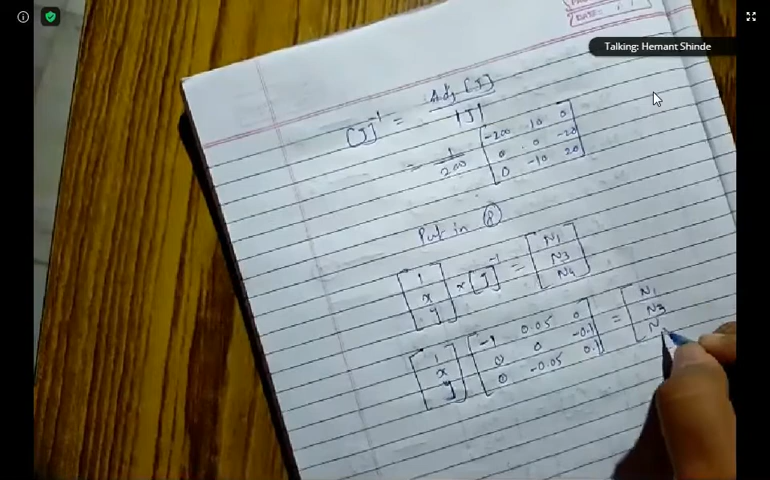 Talking: Hemant Shinde
DATE: / /
[J]⁻¹ = Adj [J] / |J|
= 1/200 [-200 10 0
0 0 -20
0 -10 20]
Put in ⑧
[1 x y] × [J]⁻¹ = [N₁ N₃ N₄]
[1 x y] [-1 0.05 0
0 0 -0.1
0 -0.05 0.1] = [N₁ N₃ N